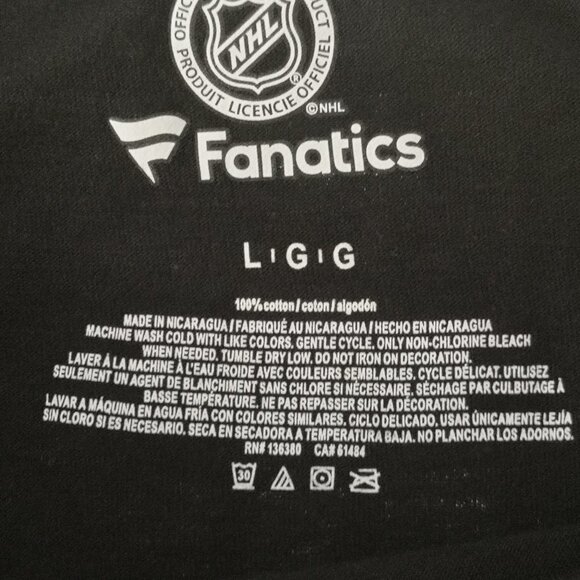 OFFIC
DUCT
NHL
®
PRODUIT LICENCIE OFFICIEL
©NHL
Fanatics
L | G | G
100% cotton / coton / algodón
MADE IN NICARAGUA / FABRIQUÉ AU NICARAGUA / HECHO EN NICARAGUA
MACHINE WASH COLD WITH LIKE COLORS. GENTLE CYCLE. ONLY NON-CHLORINE BLEACH
WHEN NEEDED. TUMBLE DRY LOW. DO NOT IRON ON DECORATION.
LAVER À LA MACHINE À L'EAU FROIDE AVEC COULEURS SEMBLABLES. CYCLE DÉLICAT. UTILISEZ
SEULEMENT UN AGENT DE BLANCHIMENT SANS CHLORE SI NÉCESSAIRE. SÉCHAGE PAR CULBUTAGE À
BASSE TEMPÉRATURE. NE PAS REPASSER SUR LA DÉCORATION.
LAVAR A MÁQUINA EN AGUA FRÍA CON COLORES SIMILARES. CICLO DELICADO. USAR ÚNICAMENTE LEJÍA
SIN CLORO SI ES NECESARIO. SECA EN SECADORA A TEMPERATURA BAJA. NO PLANCHAR LOS ADORNOS.
RN# 136380 CA# 61484
30